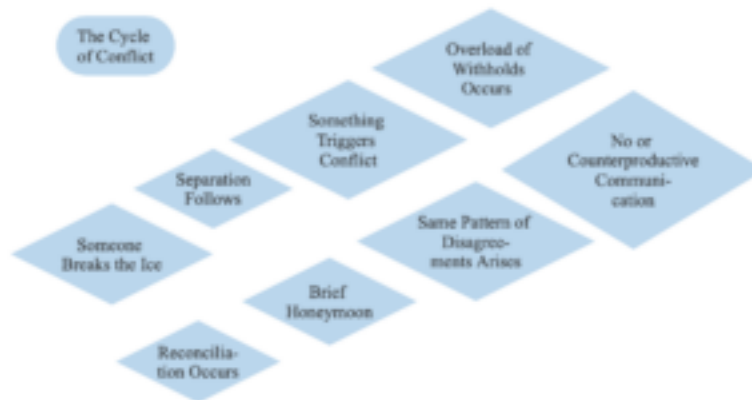 The Cycle
of Conflict
Overload of
Withholds
Occurs
Something
Triggers
Conflict
No or
Counterproductive
Communi-
cation
Separation
Follows
Same Pattern of
Disagree-
ments Arises
Someone
Breaks the Ice
Brief
Honeymoon
Reconcilia-
tion Occurs